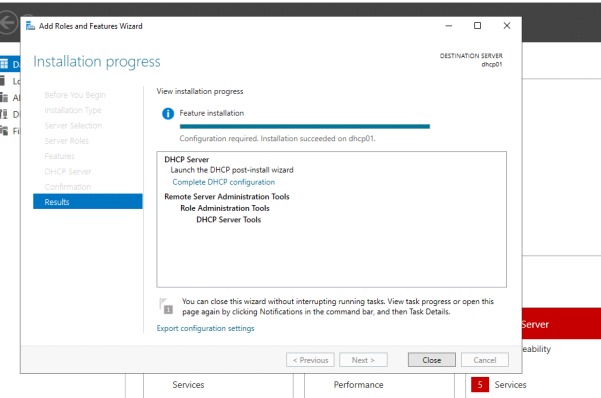 Add Roles and Features Wizard
Installation progress
DESTINATION SERVER
dhcp01
Before You Begin
Installation Type
Server Selection
Server Roles
Features
DHCP Server
Confirmation
Results
View installation progress
Feature installation
Configuration required. Installation succeeded on dhcp01.
DHCP Server
Launch the DHCP post-install wizard
Complete DHCP configuration
Remote Server Administration Tools
Role Administration Tools
DHCP Server Tools
1
You can close this wizard without interrupting running tasks. View task progress or open this
page again by clicking Notifications in the command bar, and then Task Details.
Export configuration settings
< Previous
Next >
Close
Cancel
Server
eability
Services
Performance
5 Services